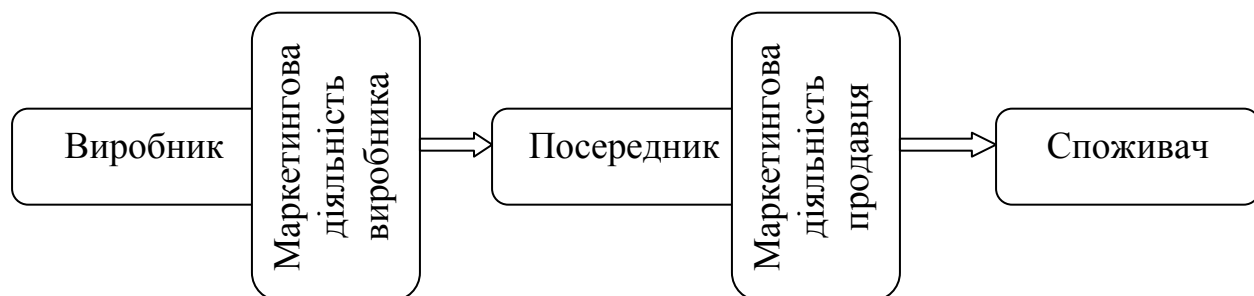 Виробник
Маркетингова
діяльність
виробника
Посередник
Маркетингова
діяльність
продавця
Споживач